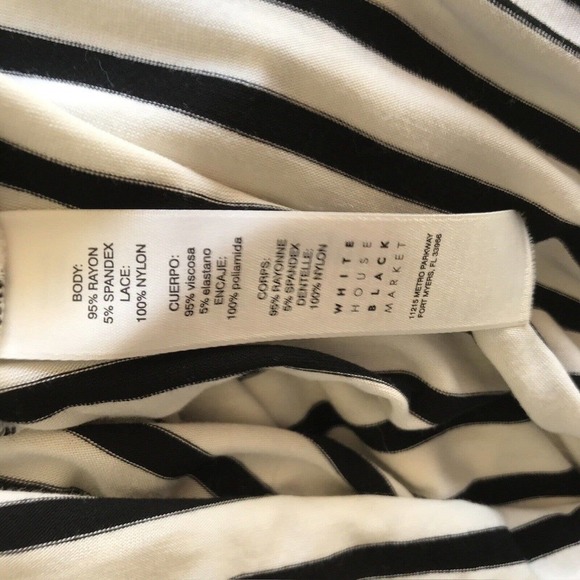 BODY:
95% RAYON
5% SPANDEX
LACE:
100% NYLON
CUERPO:
95% viscosa
5% elastano
ENCAJE:
100% poliamida
CORPS:
95% RAYONNE
5% SPANDEX
DENTELLE:
100% NYLON
WHITE
HOUSE
BLACK
MARKET
11215 METRO PARKWAY
FORT MYERS, FL 33966